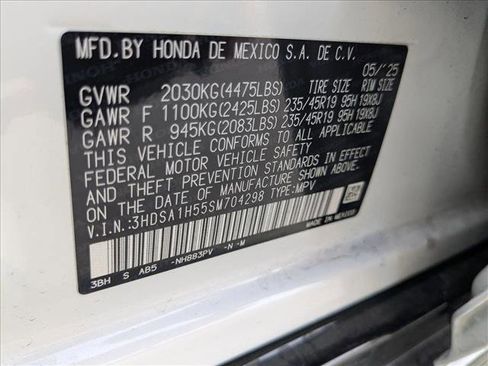 MFD. BY HONDA DE MEXICO S.A. DE C.V.
05/'25
GVWR 2030KG(4475LBS) TIRE SIZE RIM SIZE
GAWR F 1100KG(2425LBS) 235/45R19 95H 19X8J
GAWR R 945KG(2083LBS) 235/45R19 95H 19X8J
THIS VEHICLE CONFORMS TO ALL APPLICABLE
FEDERAL MOTOR VEHICLE SAFETY AND
THEFT PREVENTION STANDARDS IN EFFECT
ON THE DATE OF MANUFACTURE SHOWN ABOVE.
V.I.N.:3HDSA1H55SM704298 TYPE:MPV
3BH S AB5 -NH883PV -N -M
MADE IN MEXICO